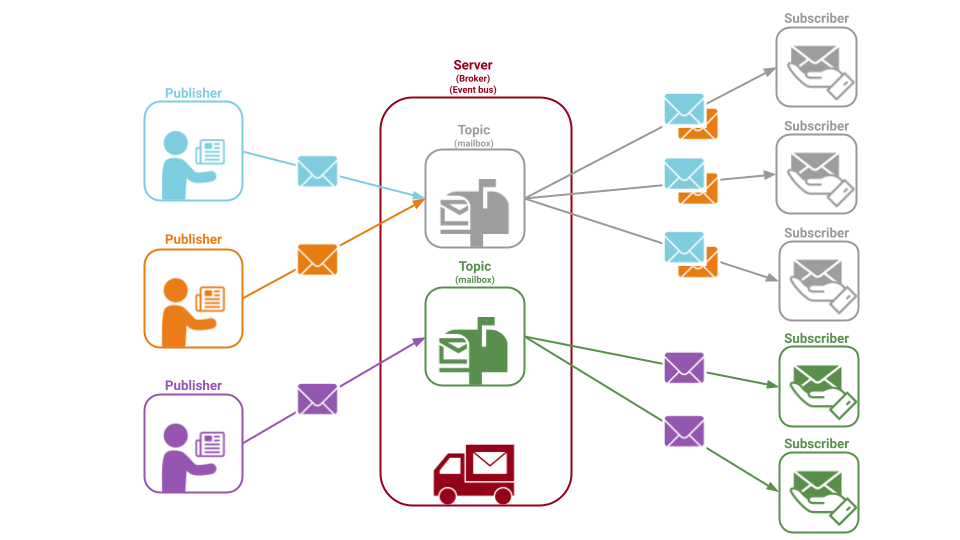 Publisher
Publisher
Publisher
Server
(Broker)
(Event bus)
Topic
(mailbox)
Topic
(mailbox)
Subscriber
Subscriber
Subscriber
Subscriber
Subscriber